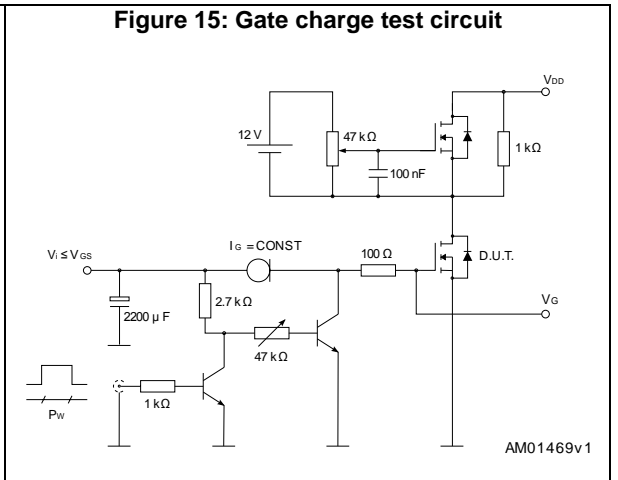 Figure 15: Gate charge test circuit
VDD
12 V
47 kΩ
1 kΩ
100 nF
Vi ≤ VGS
IG = CONST
100 Ω
D.U.T.
2.7 kΩ
2200 μF
VG
47 kΩ
1 kΩ
PW
AM01469v1